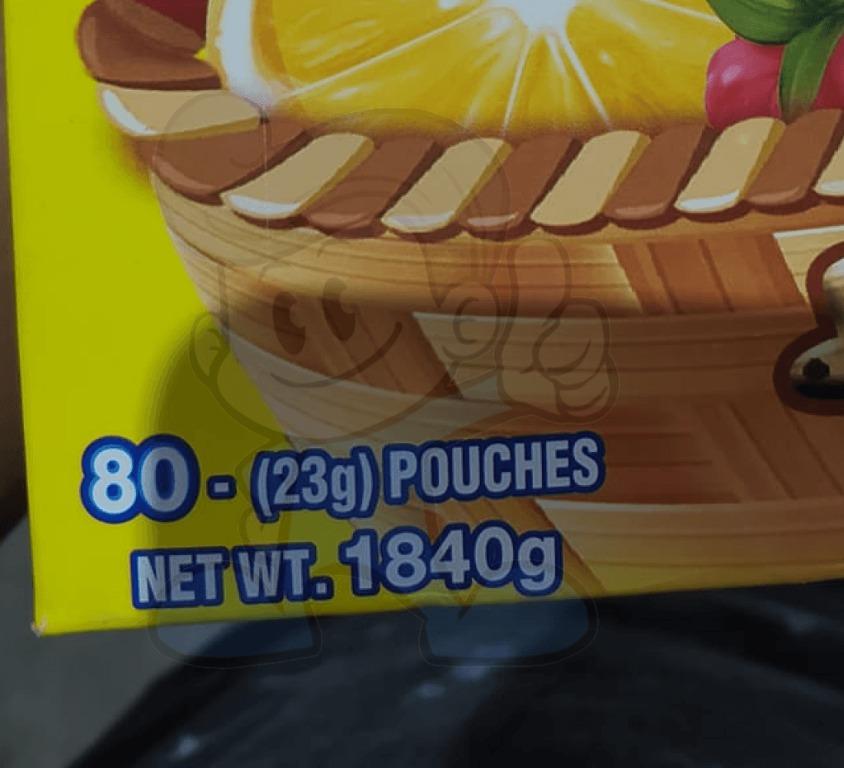 80 - (23g) POUCHES
NET WT. 1840g